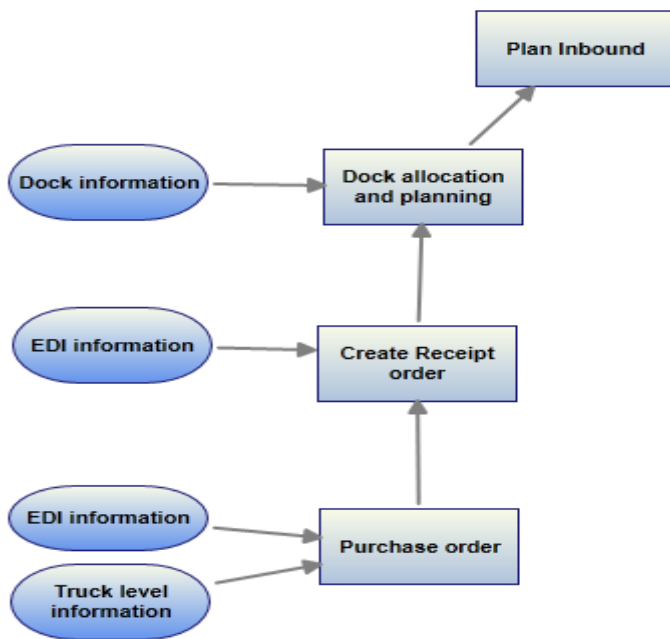 Plan Inbound
Dock information
Dock allocation
and planning
EDI information
Create Receipt
order
EDI information
Purchase order
Truck level
information